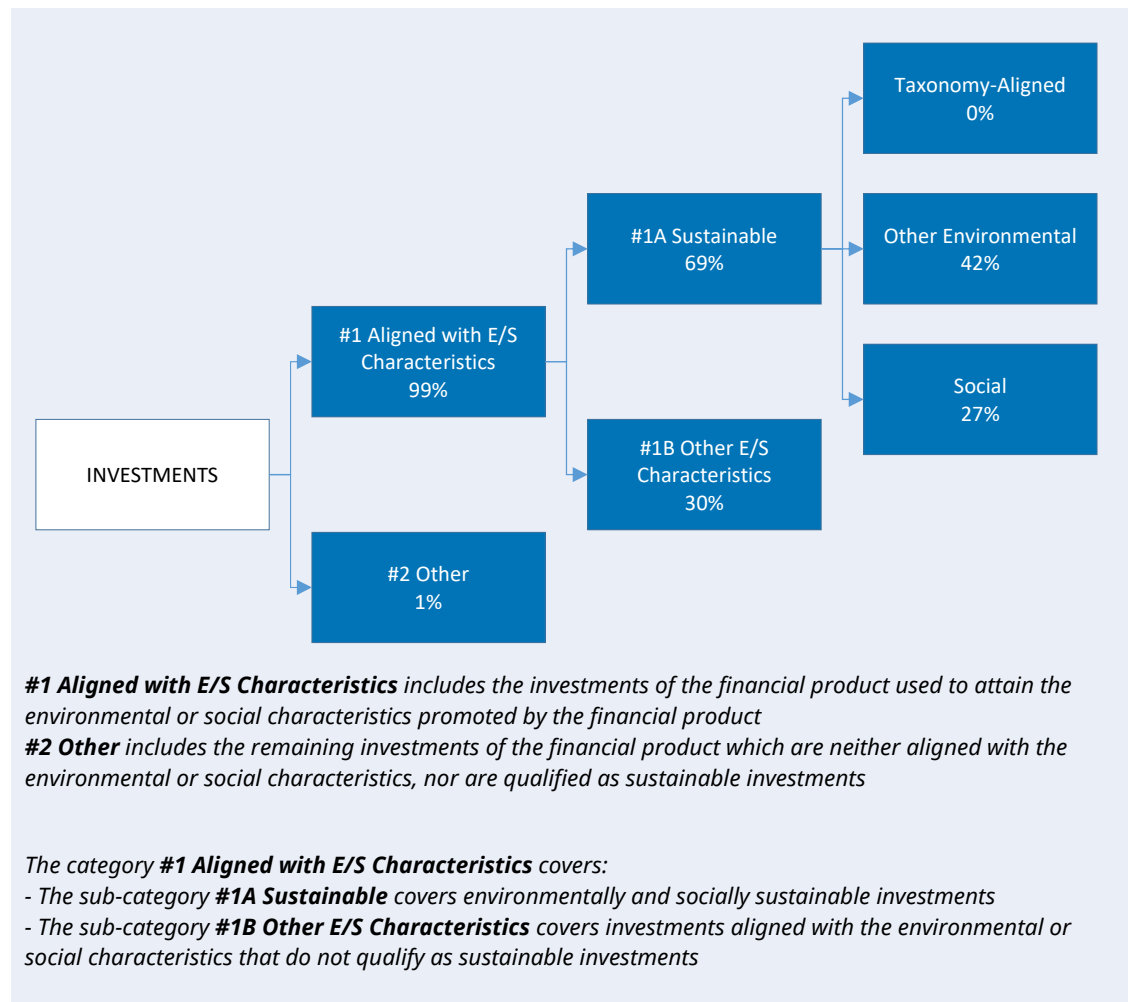 Taxonomy-Aligned
0%
#1A Sustainable
69%
Other Environmental
42%
#1 Aligned with E/S
Characteristics
99%
Social
27%
INVESTMENTS
#1B Other E/S
Characteristics
30%
#2 Other
1%
#1 Aligned with E/S Characteristics includes the investments of the financial product used to attain the
environmental or social characteristics promoted by the financial product
#2 Other includes the remaining investments of the financial product which are neither aligned with the
environmental or social characteristics, nor are qualified as sustainable investments
The category #1 Aligned with E/S Characteristics covers:
- The sub-category #1A Sustainable covers environmentally and socially sustainable investments
- The sub-category #1B Other E/S Characteristics covers investments aligned with the environmental or
social characteristics that do not qualify as sustainable investments